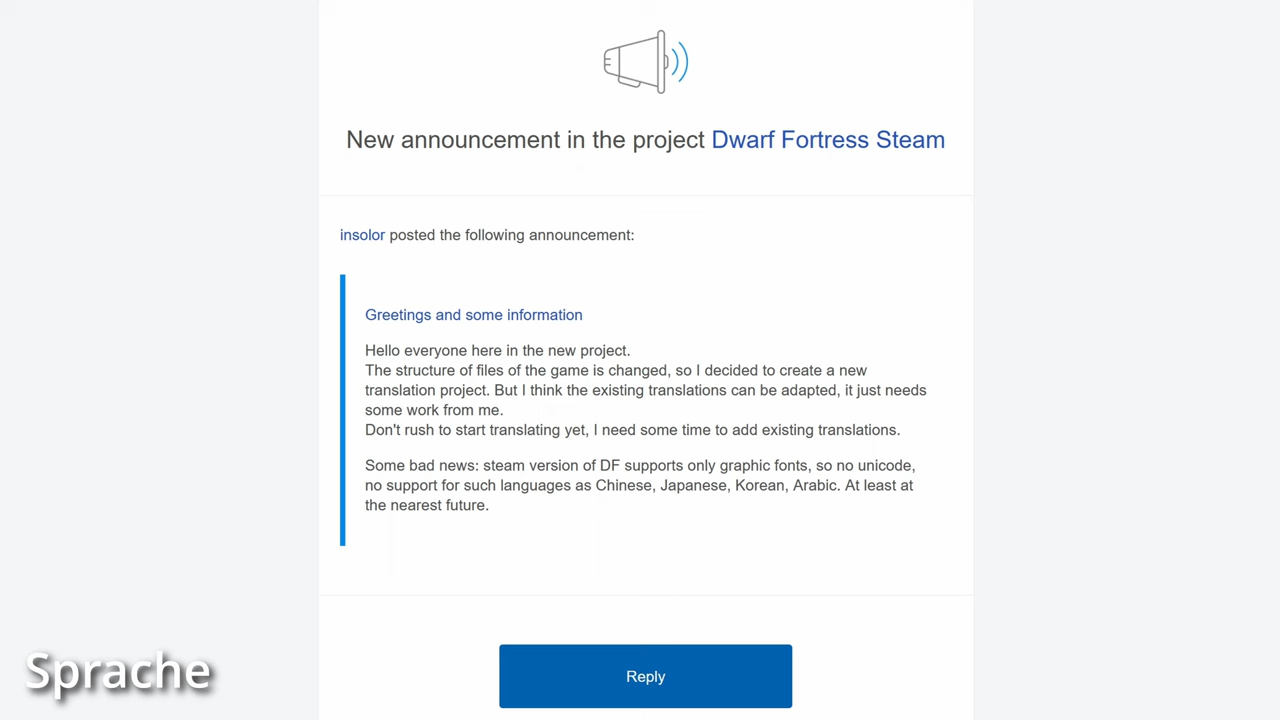 New announcement in the project Dwarf Fortress Steam
insolor posted the following announcement:
Greetings and some information
Hello everyone here in the new project.
The structure of files of the game is changed, so I decided to create a new
translation project. But I think the existing translations can be adapted, it just needs
some work from me.
Don't rush to start translating yet, I need some time to add existing translations.
Some bad news: steam version of DF supports only graphic fonts, so no unicode,
no support for such languages as Chinese, Japanese, Korean, Arabic. At least at
the nearest future.
Reply
Sprache